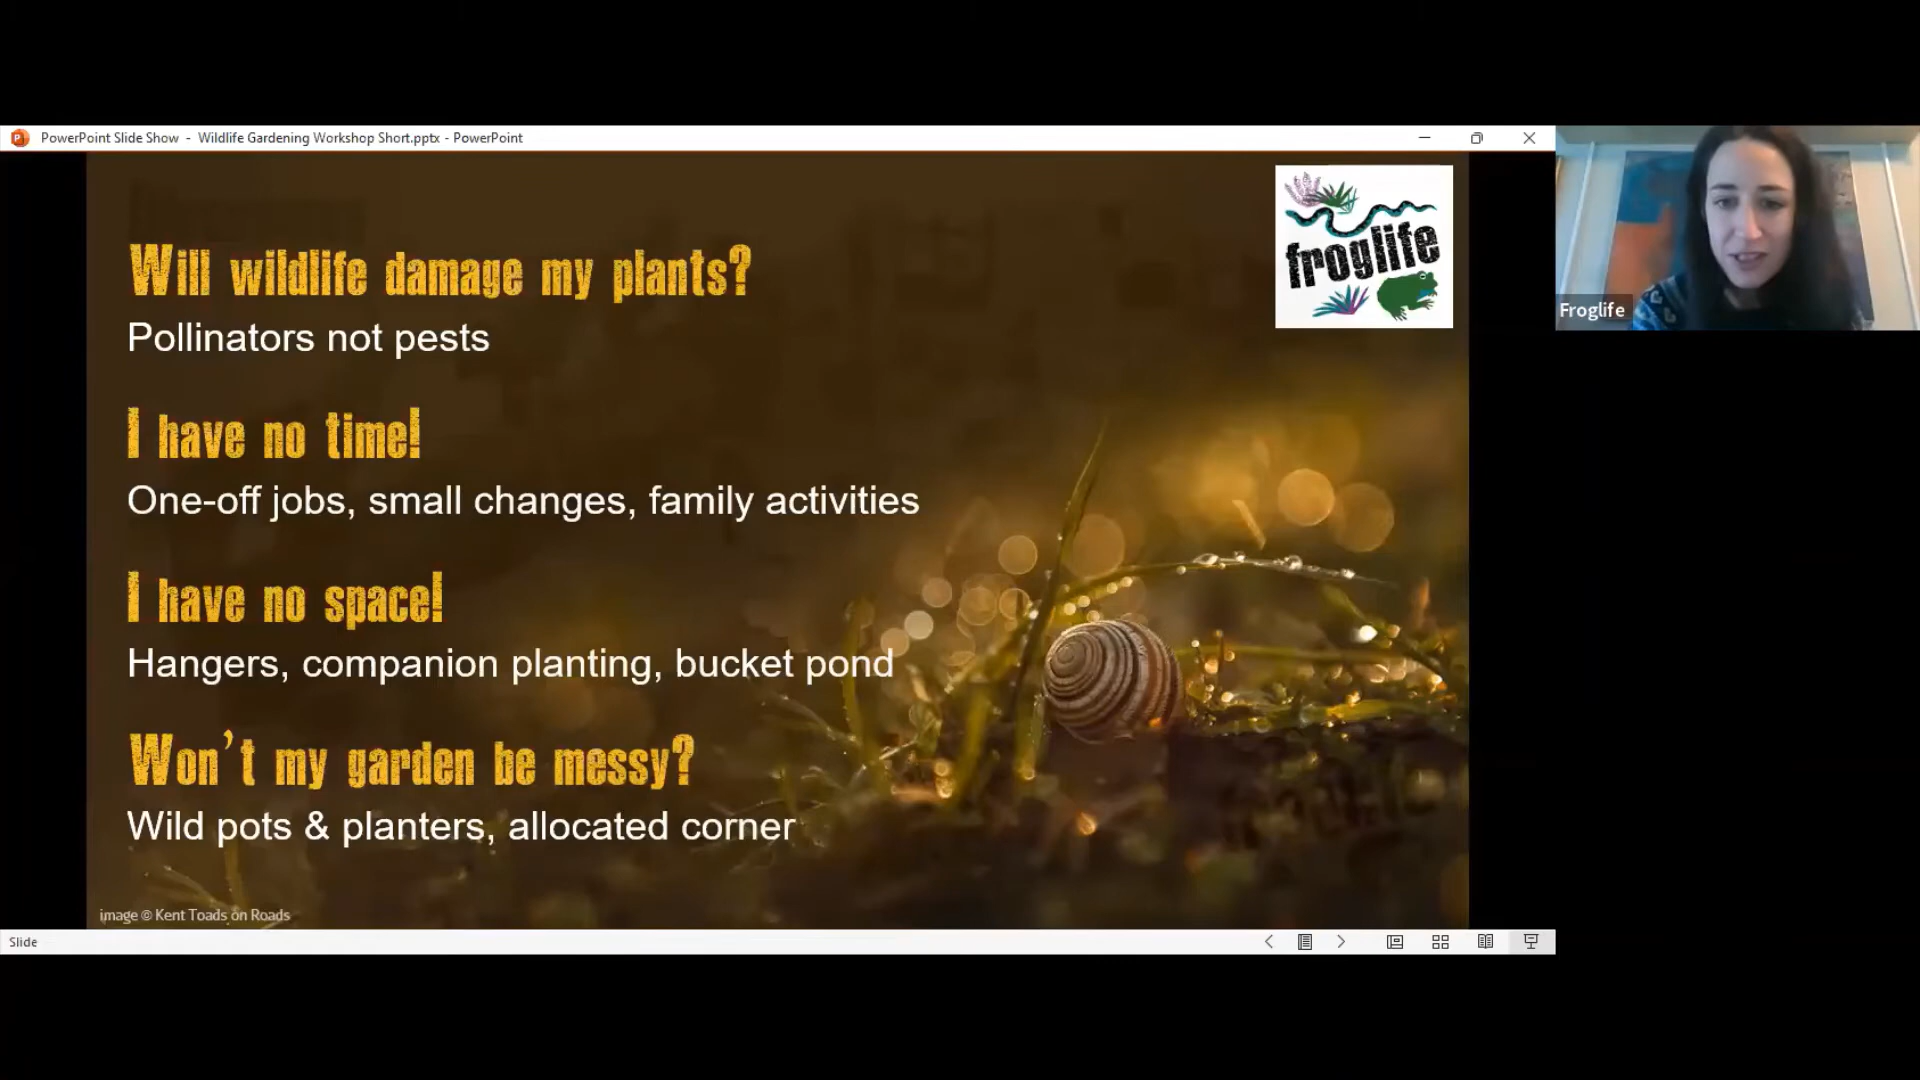 PowerPoint Slide Show - Wildlife Gardening Workshop Short.pptx - PowerPoint
froglife
Froglife
Will wildlife damage my plants?
Pollinators not pests
I have no time!
One-off jobs, small changes, family activities
I have no space!
Hangers, companion planting, bucket pond
Won't my garden be messy?
Wild pots & planters, allocated corner
image © Kent Toads on Roads
Slide